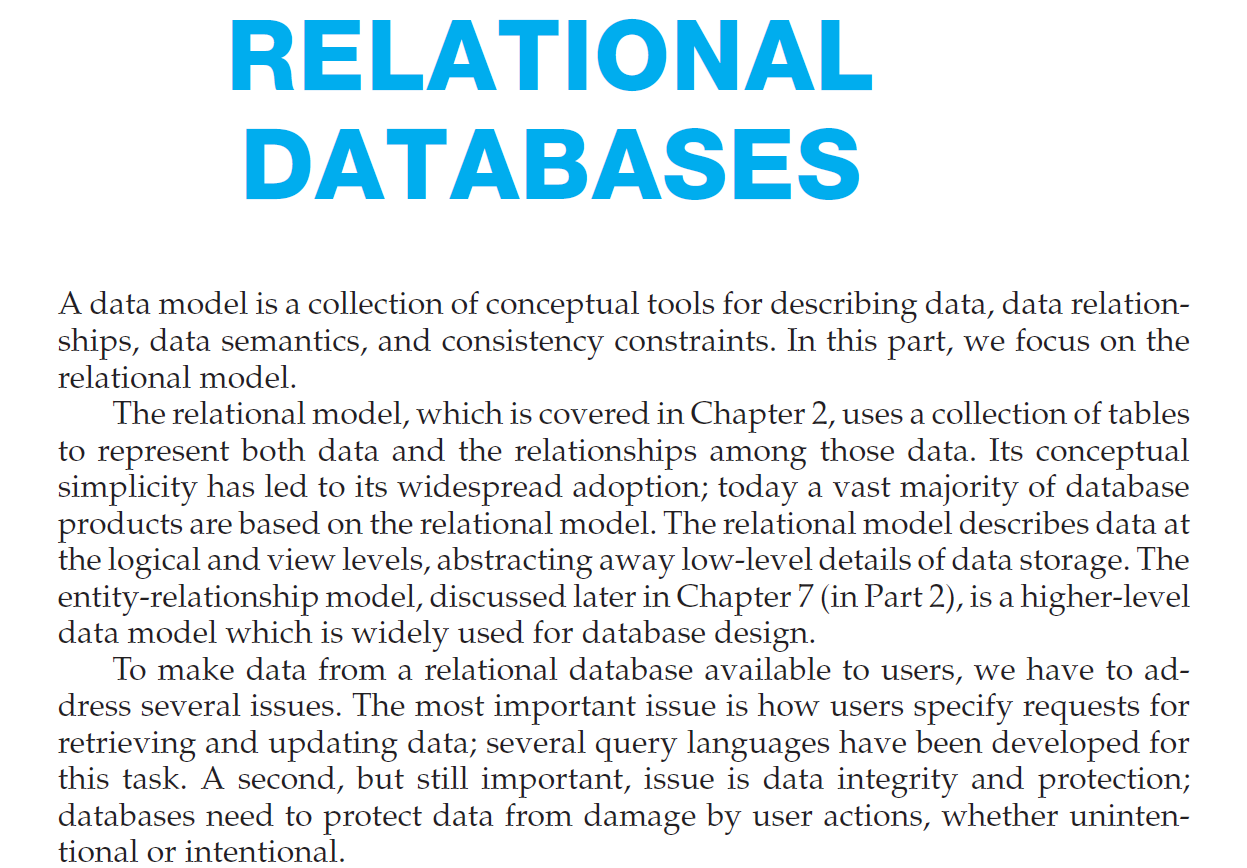 RELATIONAL
DATABASES
A data model is a collection of conceptual tools for describing data, data relation-
ships, data semantics, and consistency constraints. In this part, we focus on the
relational model.
The relational model, which is covered in Chapter 2, uses a collection of tables
to represent both data and the relationships among those data. Its conceptual
simplicity has led to its widespread adoption; today a vast majority of database
products are based on the relational model. The relational model describes data at
the logical and view levels, abstracting away low-level details of data storage. The
entity-relationship model, discussed later in Chapter 7 (in Part 2), is a higher-level
data model which is widely used for database design.
To make data from a relational database available to users, we have to ad-
dress several issues. The most important issue is how users specify requests for
retrieving and updating data; several query languages have been developed for
this task. A second, but still important, issue is data integrity and protection;
databases need to protect data from damage by user actions, whether uninten-
tional or intentional.